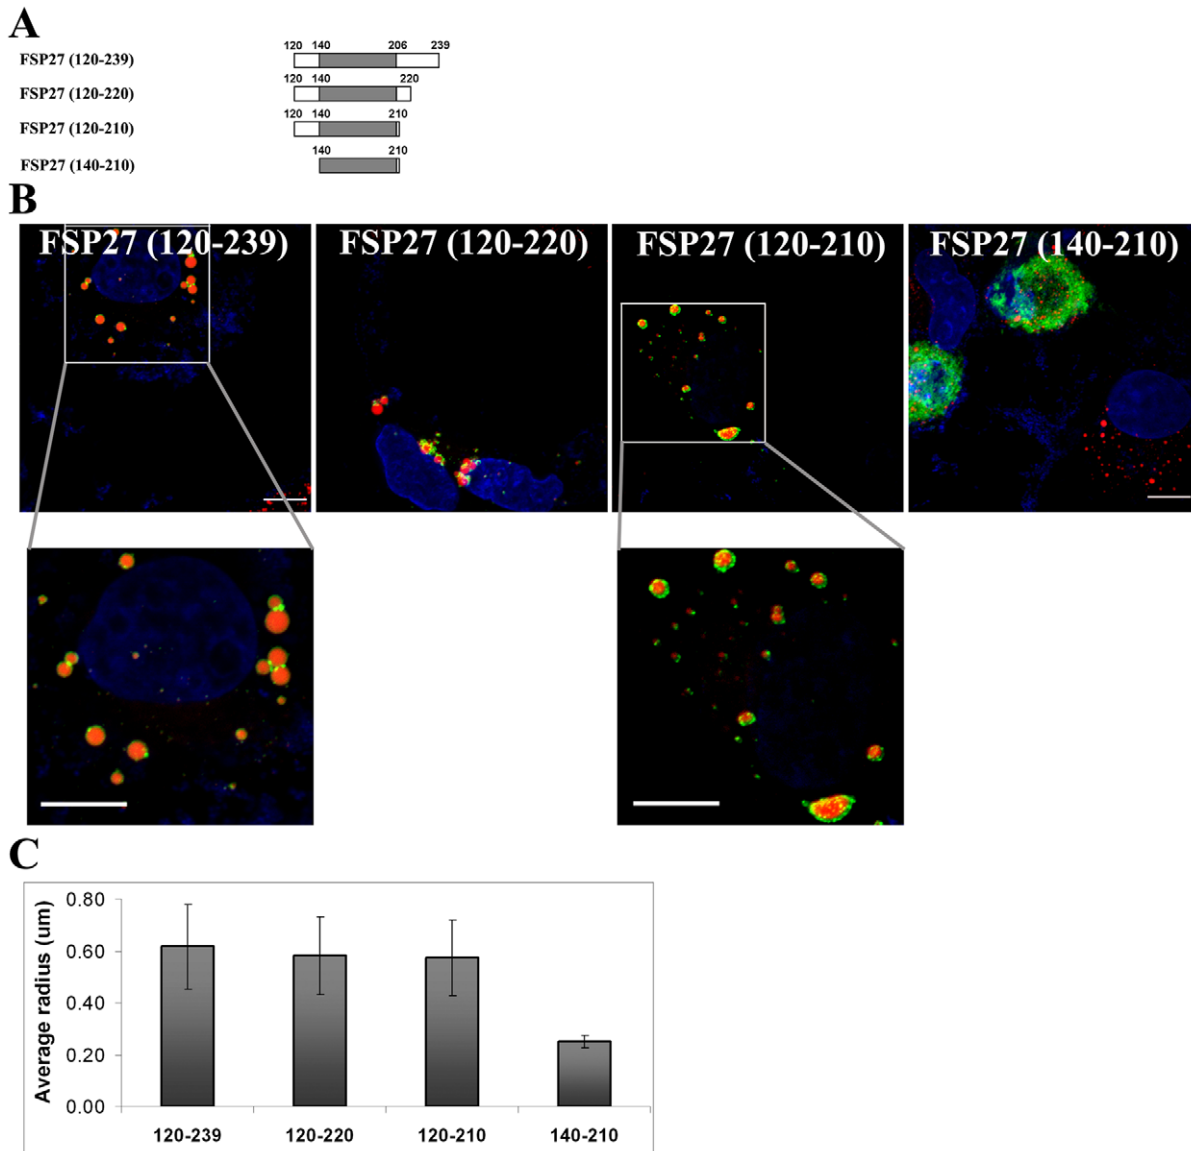 A
FSP27 (120-239) 120 140 206 239
FSP27 (120-220) 120 140 220
FSP27 (120-210) 120 140 210
FSP27 (140-210) 140 210
B
FSP27 (120-239) FSP27 (120-220) FSP27 (120-210) FSP27 (140-210)
C
Average radius (um)
0.80
0.60
0.40
0.20
0.00
120-239 120-220 120-210 140-210